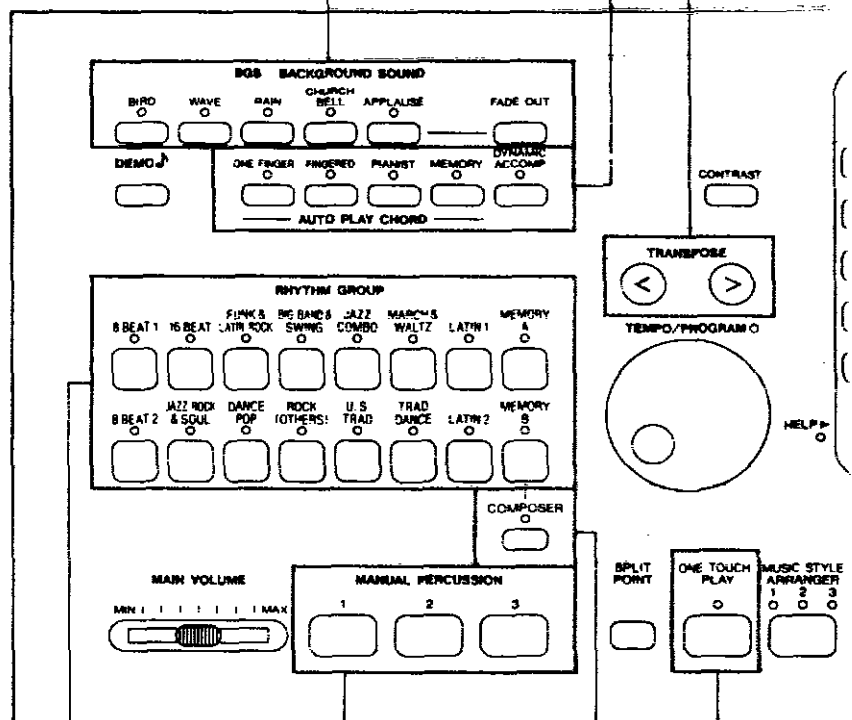 BGS BACKGROUND SOUND
BIRD WAVE RAIN CHURCH BELL APPLAUSE FADE OUT
DEMO♪ ONE FINGER FINGERED PIANIST MEMORY DYNAMIC ACCOMP
AUTO PLAY CHORD
CONTRAST
TRANSPOSE
< >
TEMPO/PROGRAM
HELP
RHYTHM GROUP
8 BEAT 1 16 BEAT FUNK & LATIN ROCK BIG BAND & SWING JAZZ COMBO MARCH & WALTZ LATIN 1 MEMORY A
8 BEAT 2 JAZZ ROCK & SOUL DANCE POP ROCK (OTHERS) U.S TRAD TRAD DANCE LATIN 2 MEMORY B
COMPOSER
MAIN VOLUME
MIN MAX
MANUAL PERCUSSION
1 2 3
SPLIT POINT
ONE TOUCH PLAY
MUSIC STYLE ARRANGER
1 2 3